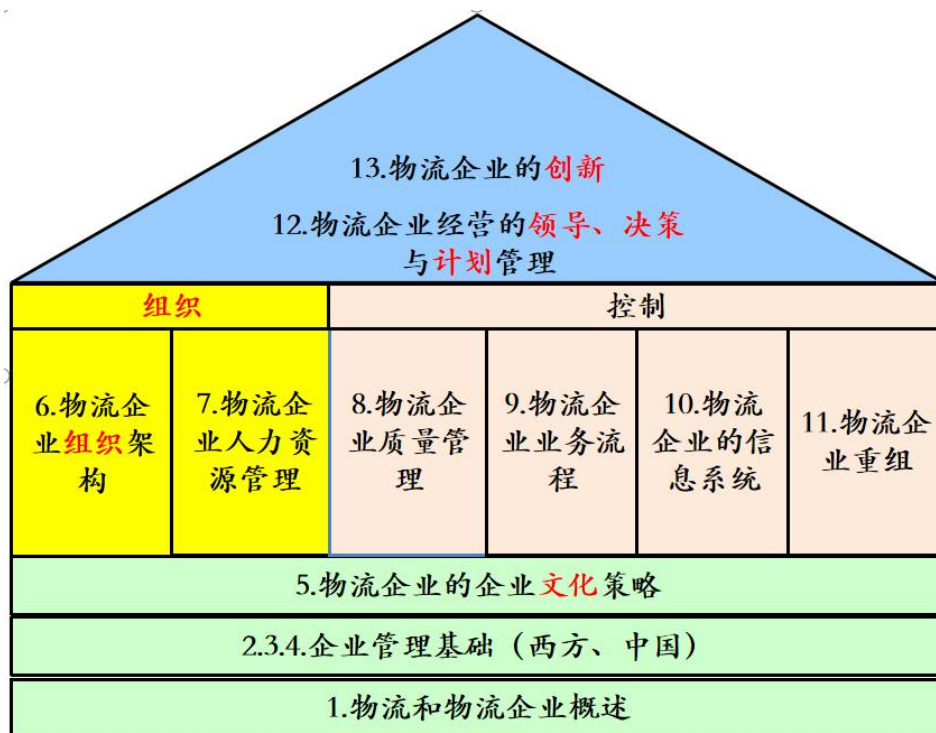 13.物流企业的创新
12.物流企业经营的领导、决策
与计划管理
组织
控制
6.物流企
业组织架
构
7.物流企
业人力资
源管理
8.物流企
业质量管
理
9.物流企
业业务流
程
10.物流
企业的信
息系统
11.物流企
业重组
5.物流企业的企业文化策略
2.3.4.企业管理基础（西方、中国）
1.物流和物流企业概述